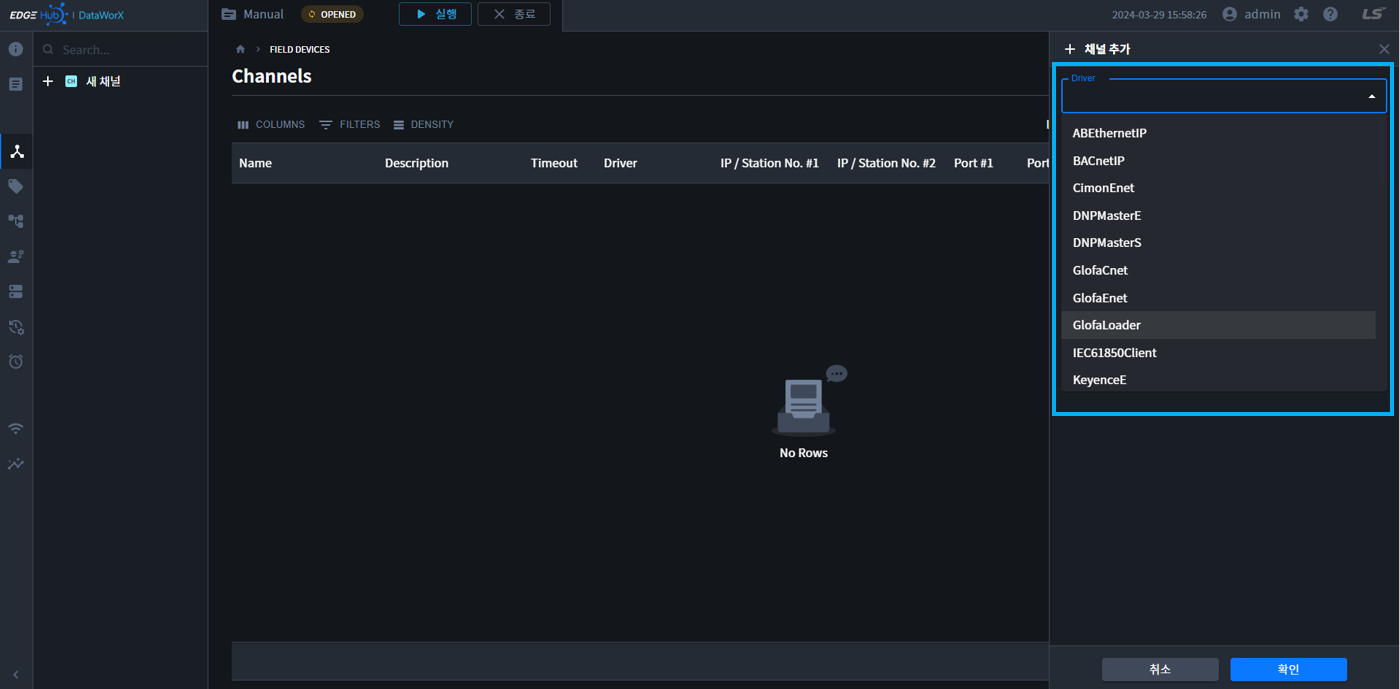 EDGE Hub | DataWorX
Manual
OPENED
실행
종료
2024-03-29 15:58:26
admin
LS
Search...
새 채널
CH
FIELD DEVICES
Channels
COLUMNS
FILTERS
DENSITY
Name
Description
Timeout
Driver
IP / Station No. #1
IP / Station No. #2
Port #1
Port
No Rows
채널 추가
Driver
ABEthernetIP
BACnetIP
CimonEnet
DNPMasterE
DNPMasterS
GlofaCnet
GlofaEnet
GlofaLoader
IEC61850Client
KeyenceE
취소
확인